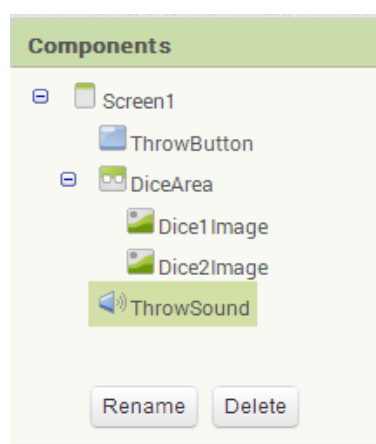 Components
Screen1
ThrowButton
DiceArea
Dice1Image
Dice2Image
ThrowSound
Rename Delete